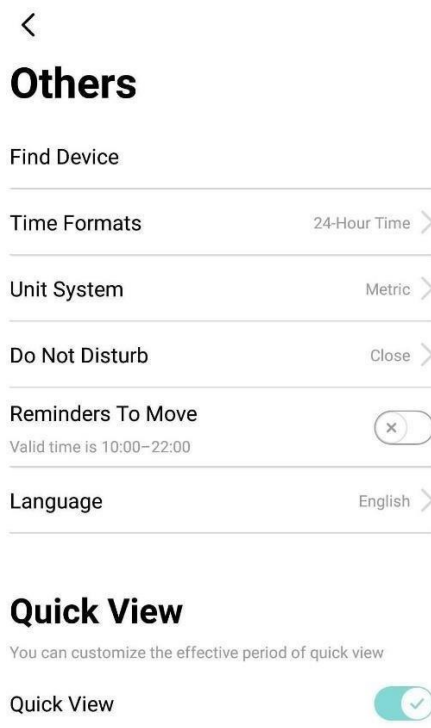 Others
Find Device
Time Formats
24-Hour Time
Unit System
Metric
Do Not Disturb
Close
Reminders To Move
Valid time is 10:00–22:00
Language
English
Quick View
You can customize the effective period of quick view
Quick View